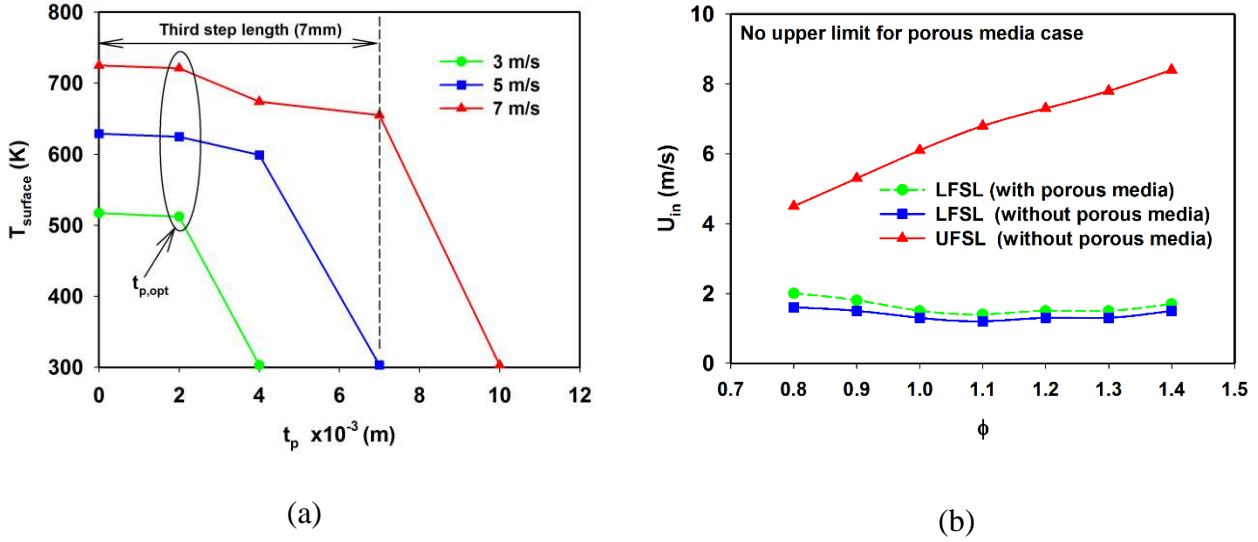 800
700
600
500
400
300
T_surface (K)
Third step length (7mm)
3 m/s
5 m/s
7 m/s
t_p,opt
0 2 4 6 8 10 12
t_p x10^-3 (m)
(a)
10
8
6
4
2
0
U_in (m/s)
No upper limit for porous media case
LFSL (with porous media)
LFSL (without porous media)
UFSL (without porous media)
0.7 0.8 0.9 1.0 1.1 1.2 1.3 1.4 1.5
ϕ
(b)